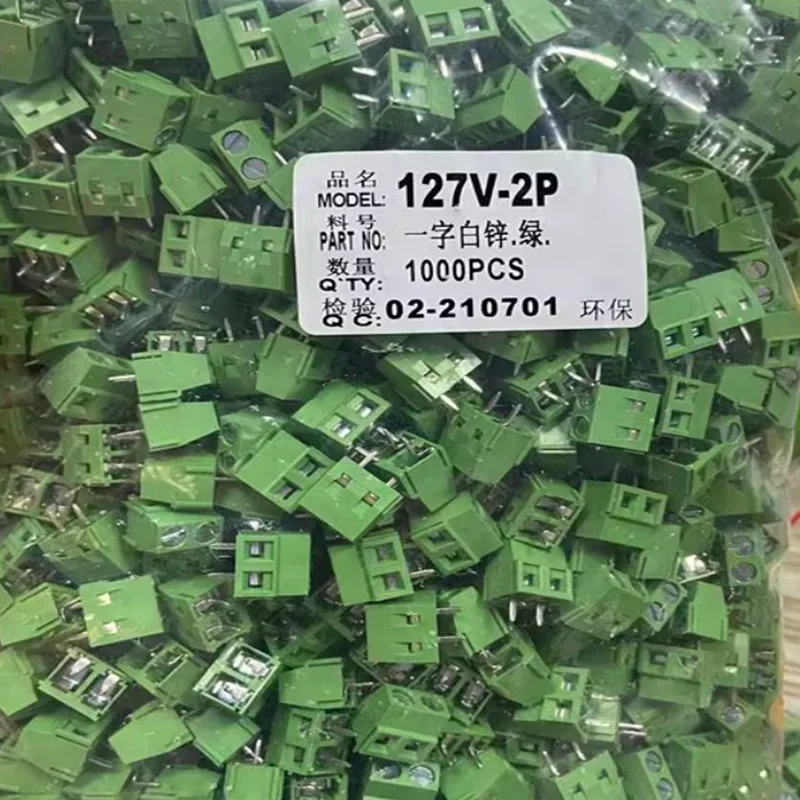 品名
MODEL: 127V-2P
料号
PART NO: 一字白锌.绿.
数量
Q'TY: 1000PCS
检验
Q C: 02-210701 环保